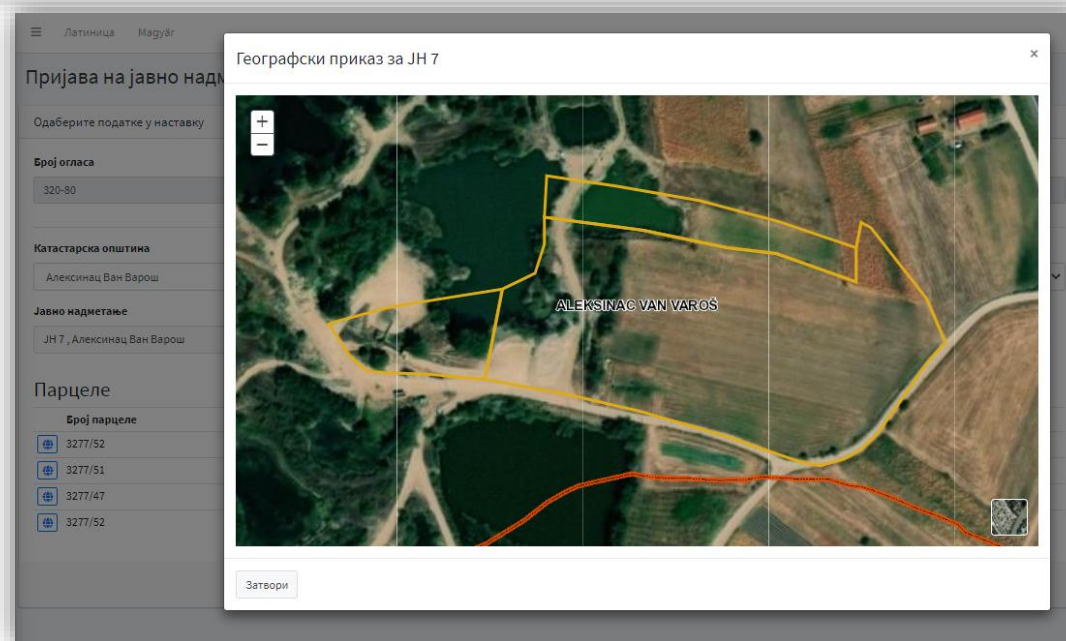 ☰ Латиница Magyar
Пријава на јавно надм
Одаберите податке у наставку
Број огласа
320-80
Катастарска општина
Алексинац Ван Варош
Јавно надметање
ЈН 7 , Алексинац Ван Варош
Парцеле
Број парцеле
3277/52
3277/51
3277/47
3277/52
Географски приказ за ЈН 7
×
+
−
ALEKSINAC VAN VAROŠ
Затвори